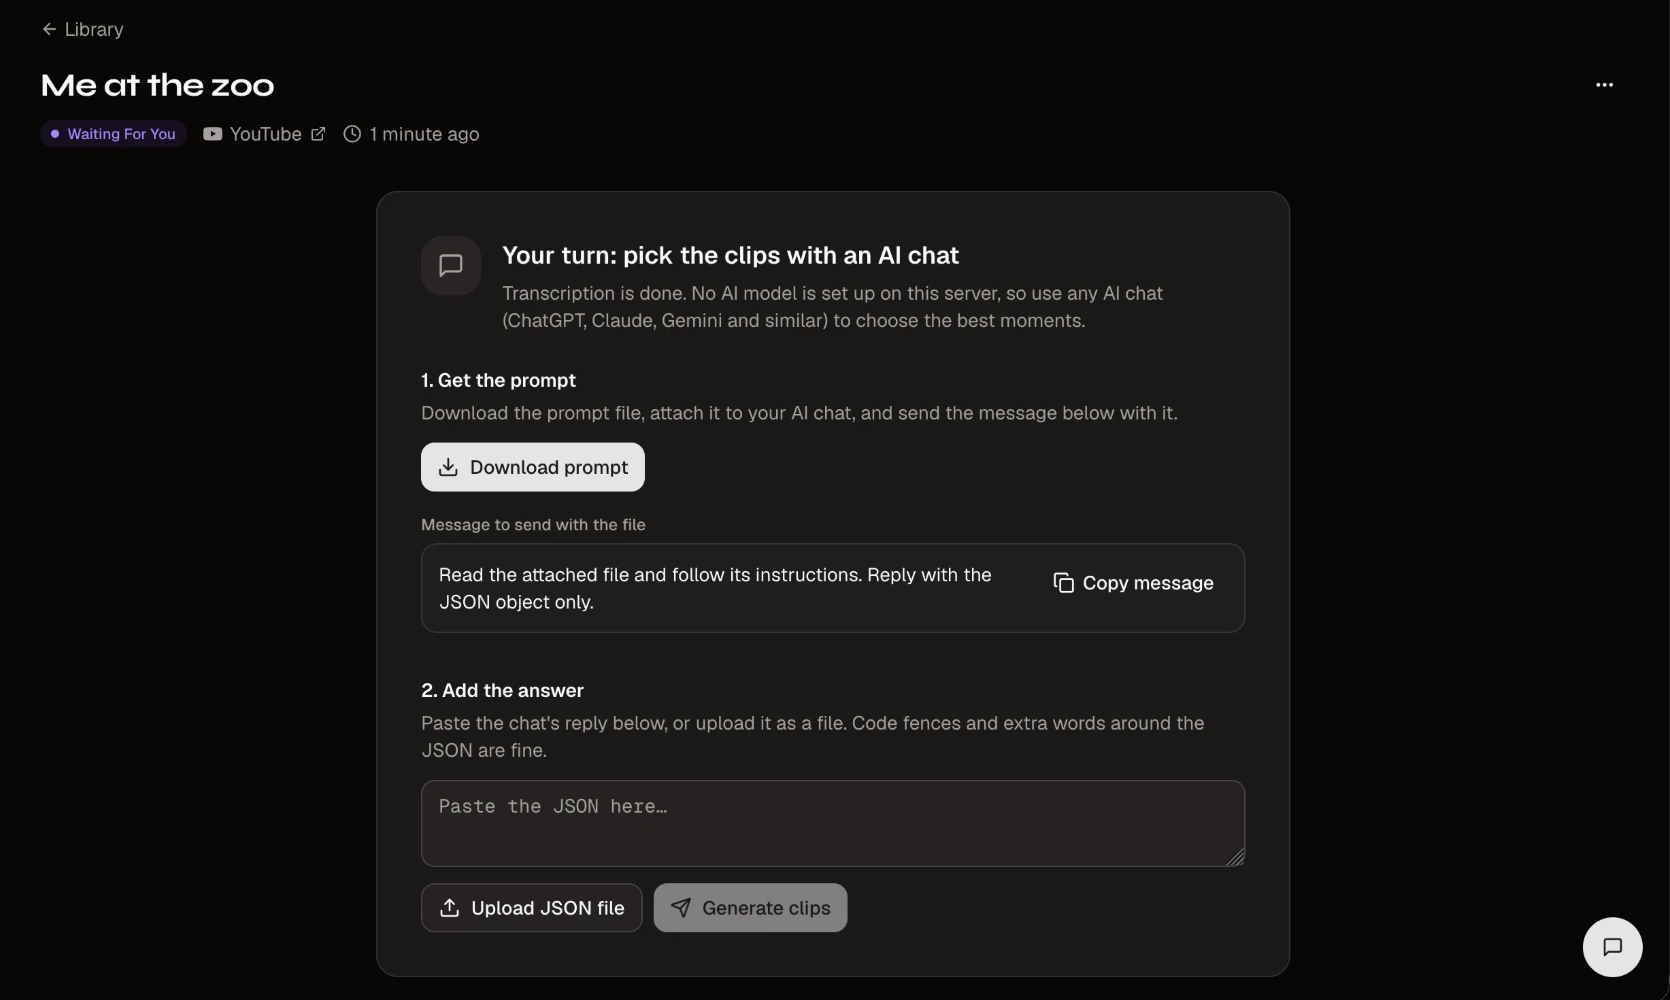 Library
Me at the zoo
Waiting For You
YouTube
1 minute ago
Your turn: pick the clips with an AI chat
Transcription is done. No AI model is set up on this server, so use any AI chat
(ChatGPT, Claude, Gemini and similar) to choose the best moments.
1. Get the prompt
Download the prompt file, attach it to your AI chat, and send the message below with it.
Download prompt
Message to send with the file
Read the attached file and follow its instructions. Reply with the
JSON object only.
Copy message
2. Add the answer
Paste the chat's reply below, or upload it as a file. Code fences and extra words around the
JSON are fine.
Paste the JSON here…
Upload JSON file
Generate clips